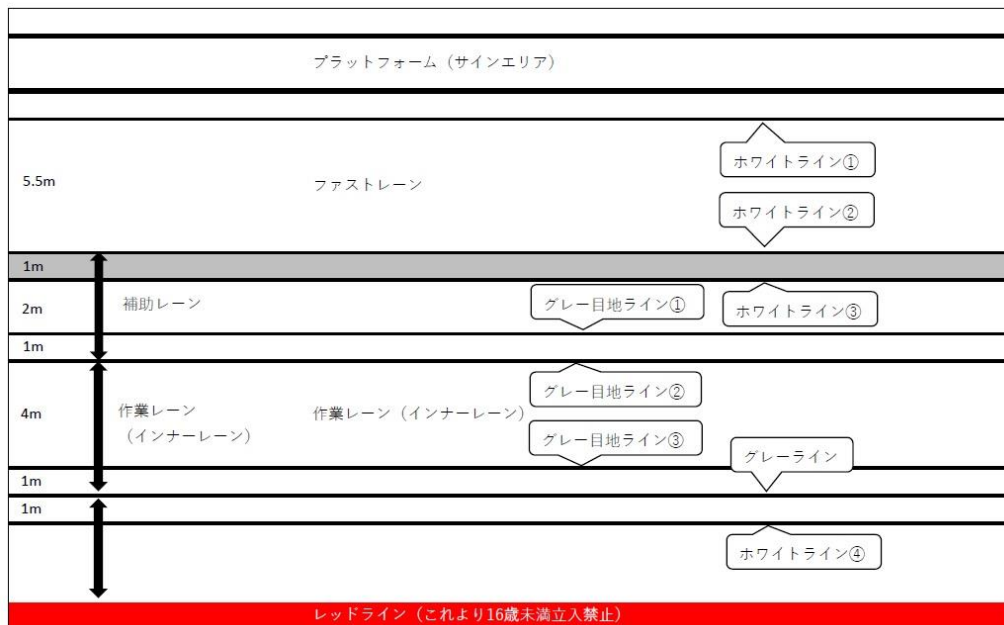 プラットフォーム（サインエリア）
ホワイトライン①
5.5m
ファストレーン
ホワイトライン②
1m
補助レーン
グレー目地ライン①
ホワイトライン③
2m
1m
グレー目地ライン②
4m
作業レーン
（インナーレーン）
作業レーン（インナーレーン）
グレー目地ライン③
グレーライン
1m
1m
ホワイトライン④
レッドライン（これより16歳未満立入禁止）